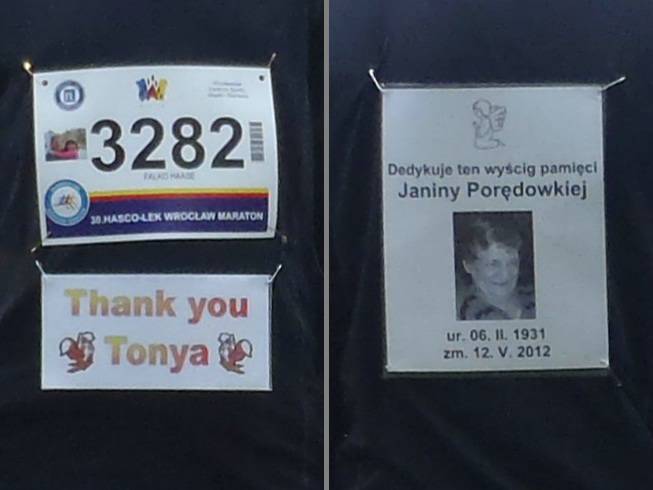 3282
FALKO HAASE
30.HASCO-LEK WROCŁAW MARATON
Thank you
Tonya
Dedykuje ten wyścig pamięci
Janiny Porędowkiej
ur. 06. II. 1931
zm. 12. V. 2012